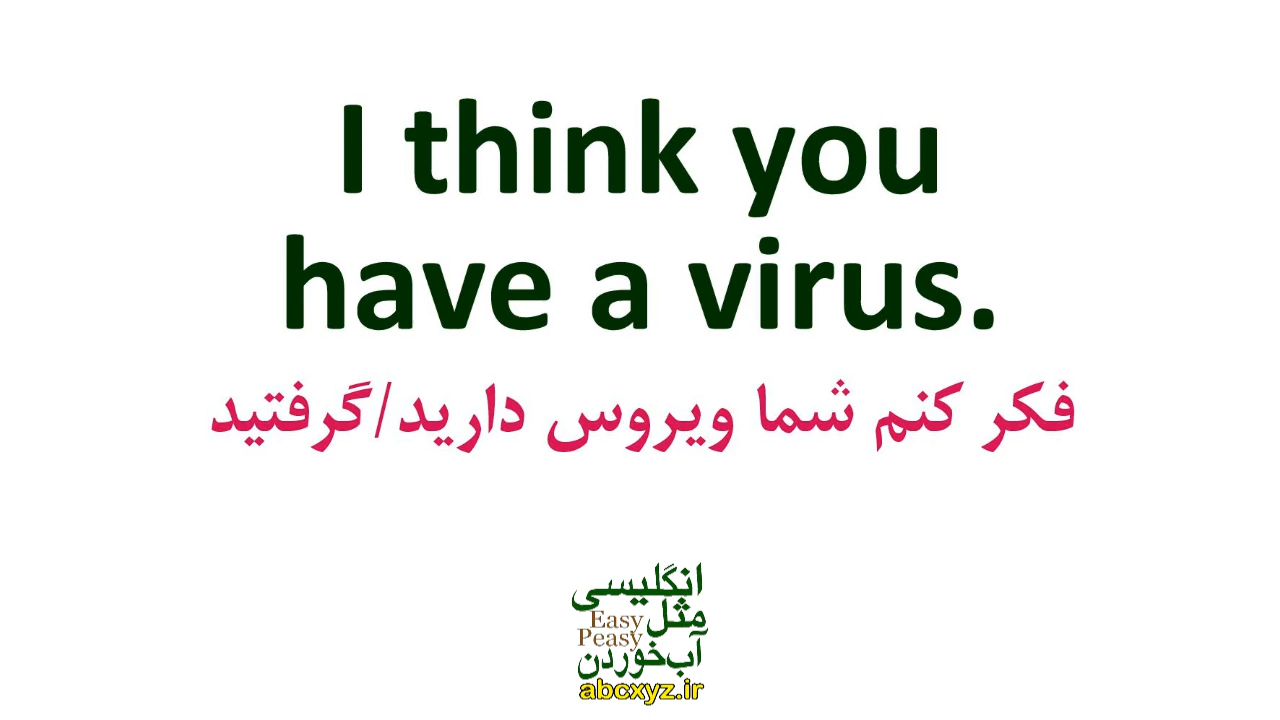 I think you
have a virus.
فکر کنم شما ویروس دارید/گرفتید
انگلیسی
مثل
Easy
Peasy
آب‌خوردن
abcxyz.ir